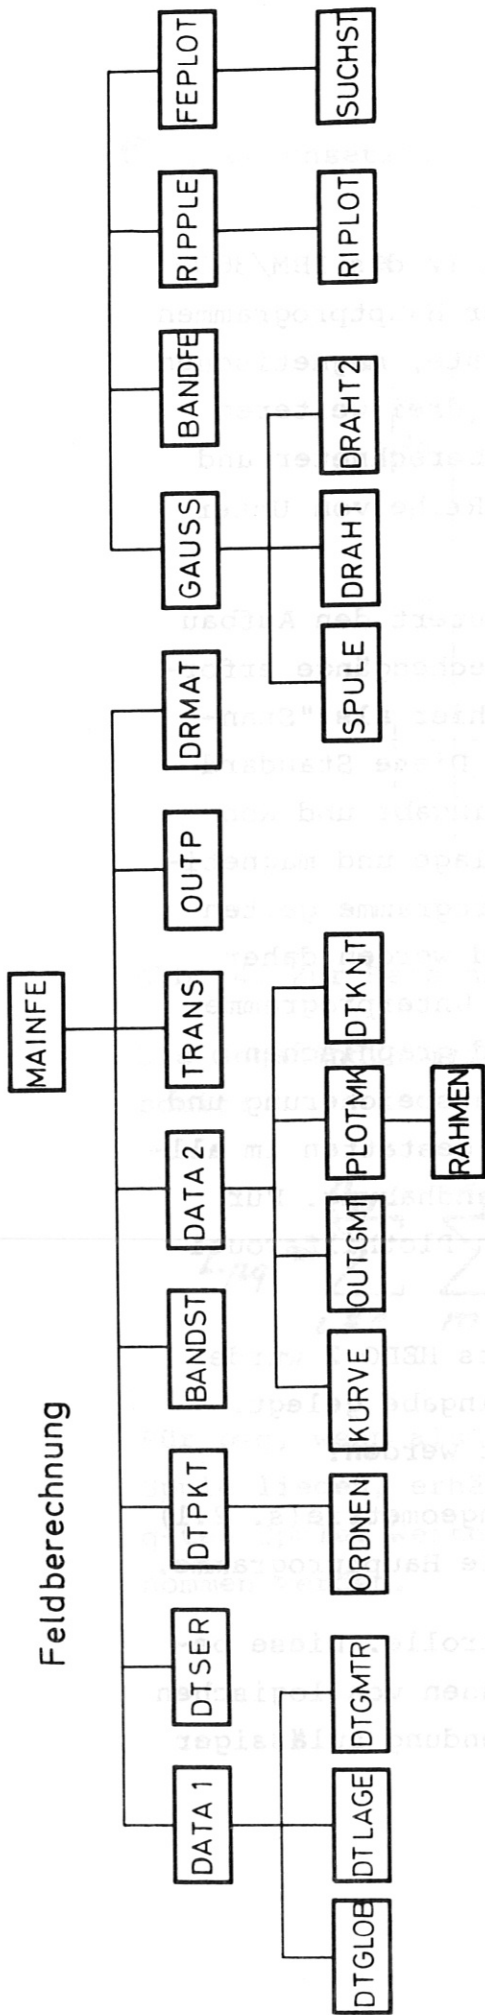 Feldberechnung
MAINFE
DATA1
DTSER
DTPKT
BANDST
DATA2
TRANS
OUTP
DRMAT
GAUSS
BANDFE
RIPPLE
FEPLOT
DTGLOB
DTLAGE
DTGMTR
ORDNEN
KURVE
OUTGMT
PLOTMK
DTKNT
SPULE
DRAHT
DRAHT2
RIPLOT
SUCHST
RAHMEN